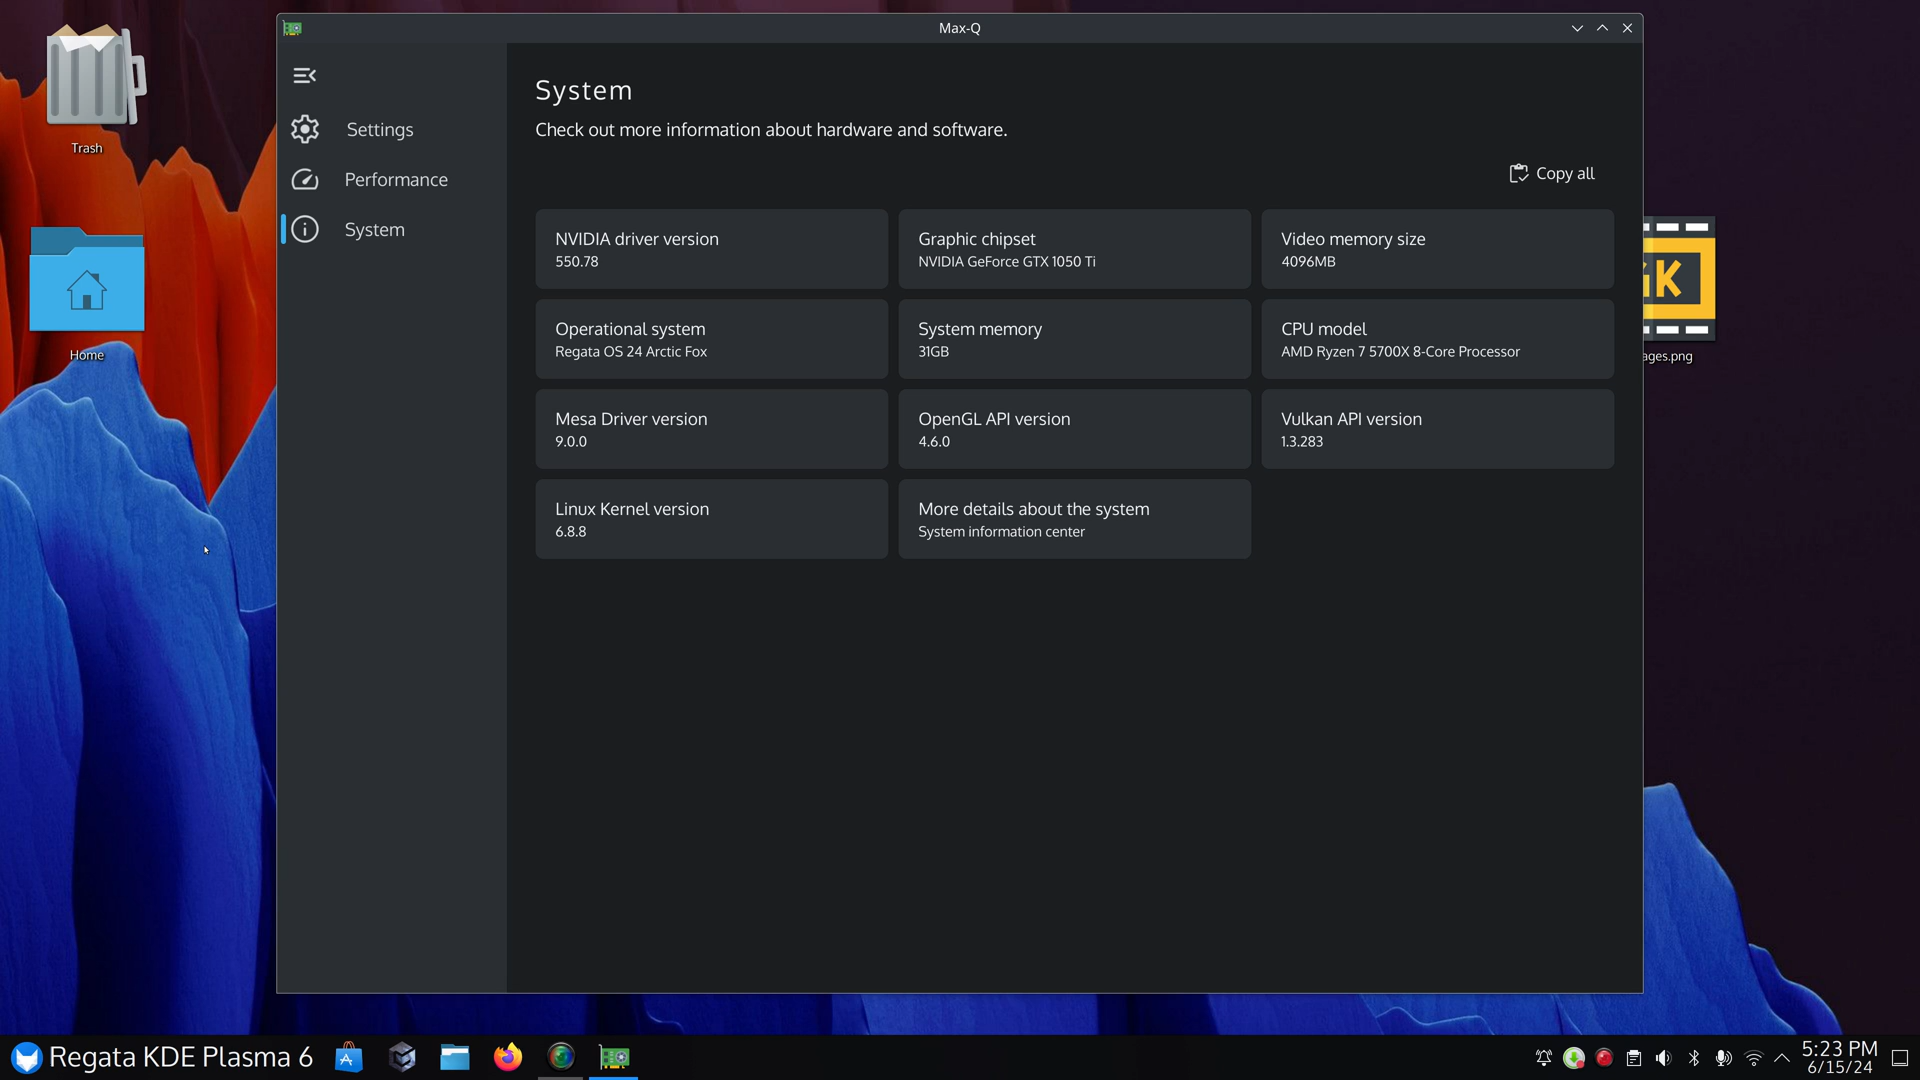 Max-Q
Trash
Home
Settings
Performance
System
System
Check out more information about hardware and software.
Copy all
NVIDIA driver version
550.78
Graphic chipset
NVIDIA GeForce GTX 1050 Ti
Video memory size
4096MB
Operational system
Regata OS 24 Arctic Fox
System memory
31GB
CPU model
AMD Ryzen 7 5700X 8-Core Processor
Mesa Driver version
9.0.0
OpenGL API version
4.6.0
Vulkan API version
1.3.283
Linux Kernel version
6.8.8
More details about the system
System information center
K
ages.png
Regata KDE Plasma 6
5:23 PM
6/15/24